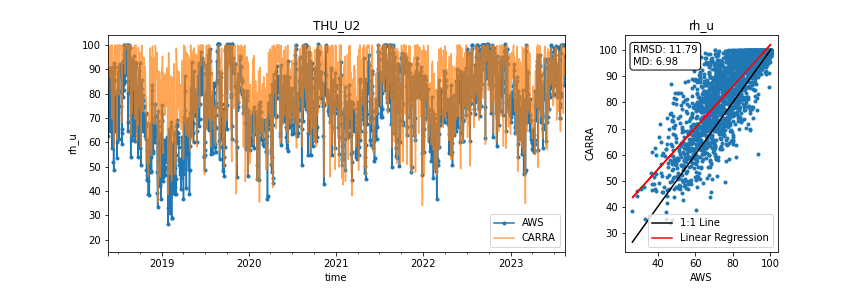 THU_U2
rh_u
100
90
80
70
60
50
40
30
20
rh_u
2019
2020
2021
2022
2023
time
AWS
CARRA
RMSD: 11.79
MD: 6.98
100
90
80
70
60
50
40
30
CARRA
40
60
80
100
AWS
1:1 Line
Linear Regression